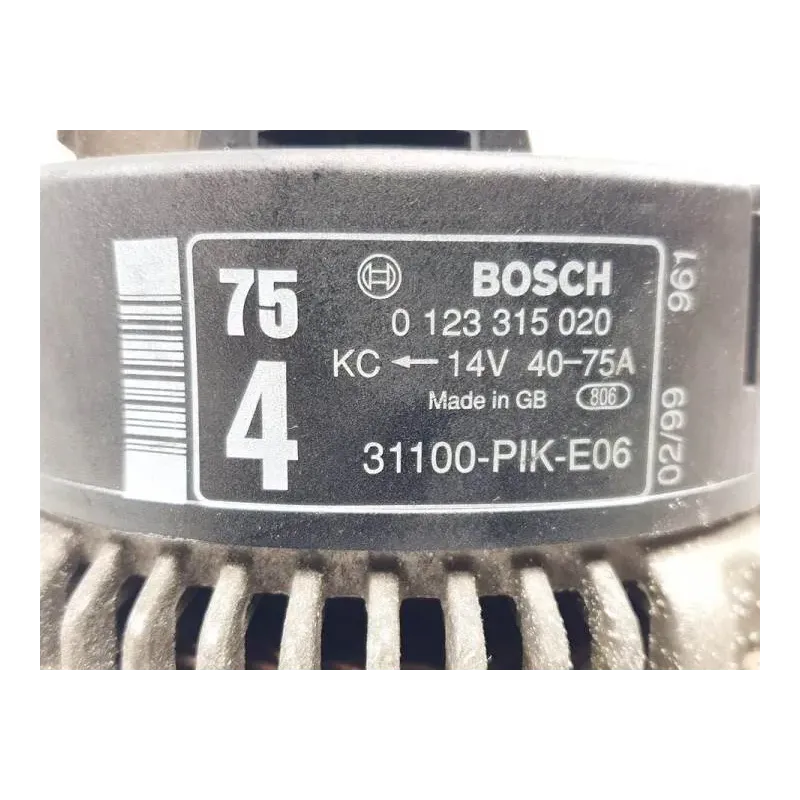 75
4
BOSCH
0 123 315 020
KC ← 14V 40-75A
Made in GB 806
31100-PIK-E06
02/99 961